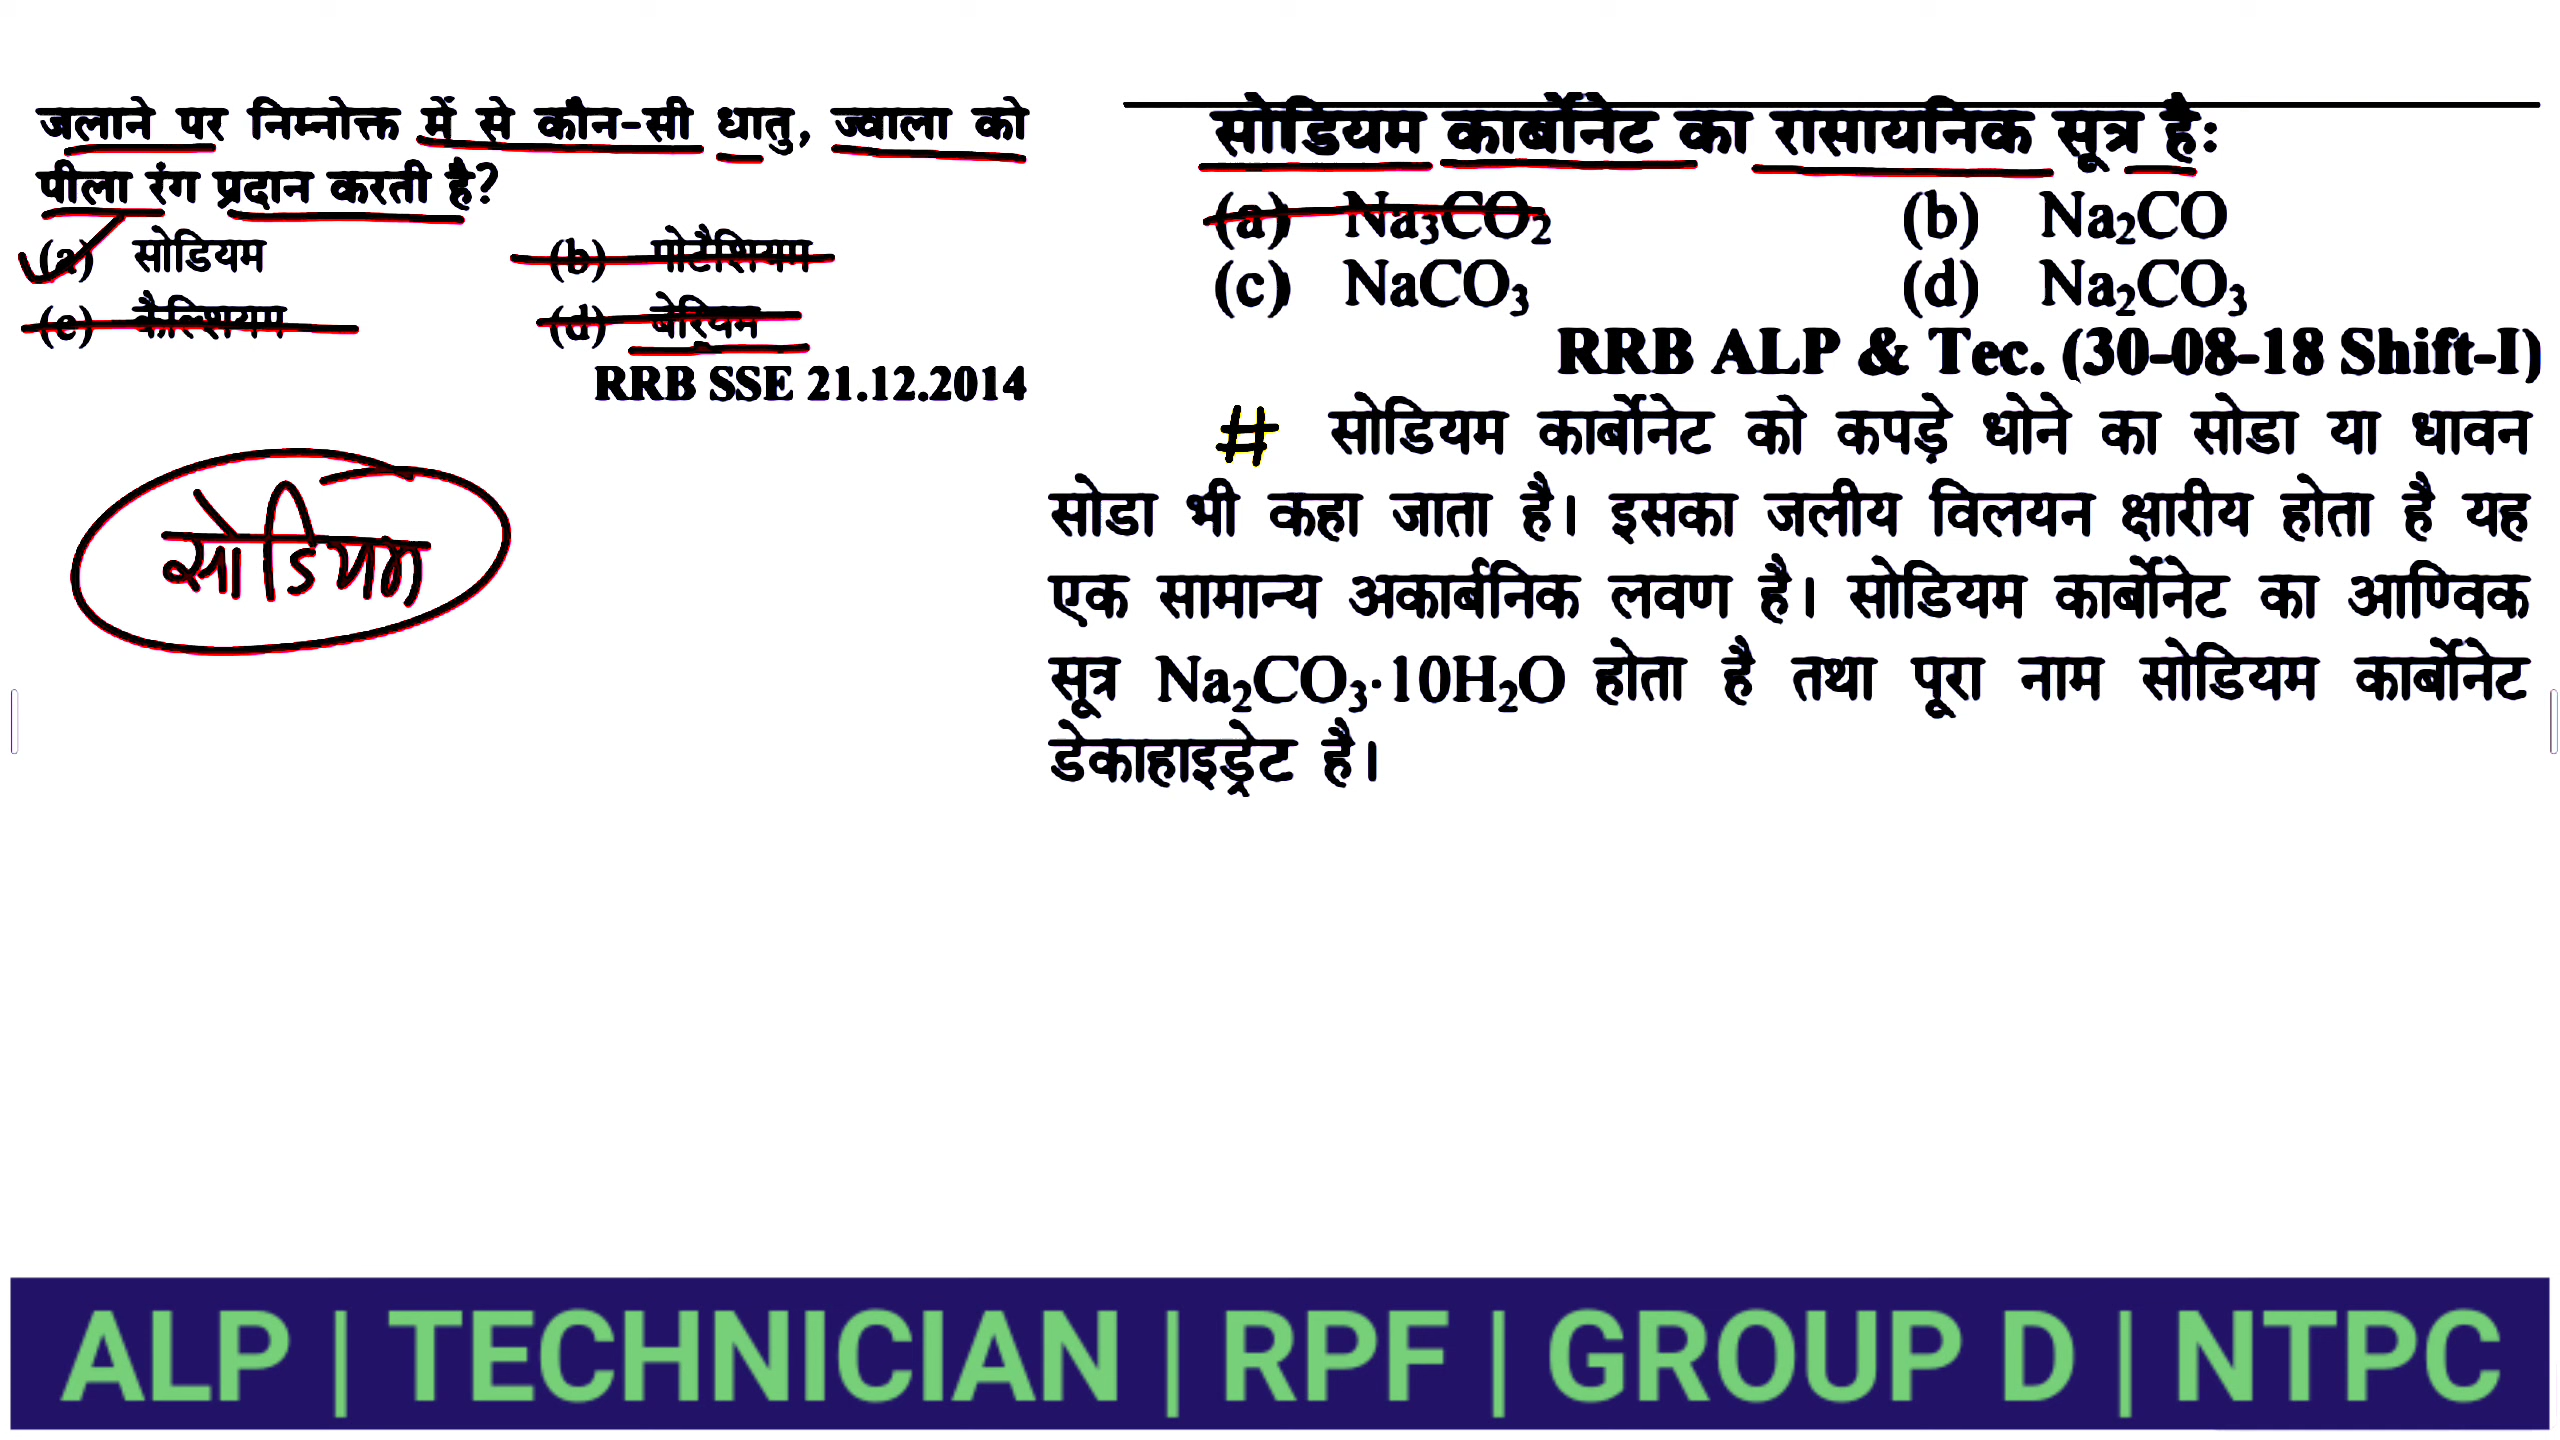 जलाने पर निम्नोक्त में से कौन-सी धातु, ज्वाला को
पीला रंग प्रदान करती है?
(a) सोडियम (b) पोटैशियम
(c) कैल्शियम (d) बेरियम
RRB SSE 21.12.2014
सोडियम
सोडियम कार्बोनेट का रासायनिक सूत्र है:
(a) Na₃CO₂ (b) Na₂CO
(c) NaCO₃ (d) Na₂CO₃
RRB ALP & Tec. (30-08-18 Shift-I)
# सोडियम कार्बोनेट को कपड़े धोने का सोडा या धावन
सोडा भी कहा जाता है। इसका जलीय विलयन क्षारीय होता है यह
एक सामान्य अकार्बनिक लवण है। सोडियम कार्बोनेट का आण्विक
सूत्र Na₂CO₃·10H₂O होता है तथा पूरा नाम सोडियम कार्बोनेट
डेकाहाइड्रेट है।
ALP | TECHNICIAN | RPF | GROUP D | NTPC